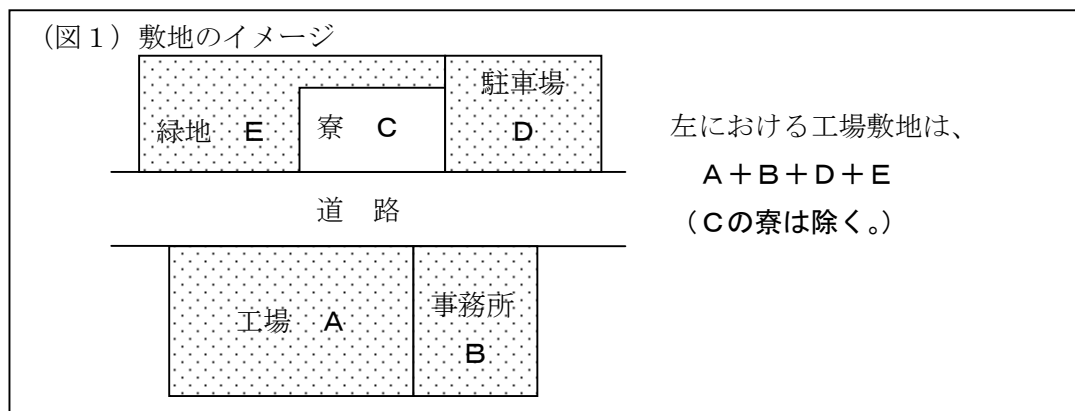 （図１）敷地のイメージ
緑地　Ｅ
寮　Ｃ
駐車場
Ｄ
左における工場敷地は、
Ａ＋Ｂ＋Ｄ＋Ｅ
（Ｃの寮は除く。）
道　路
工場　Ａ
事務所
Ｂ